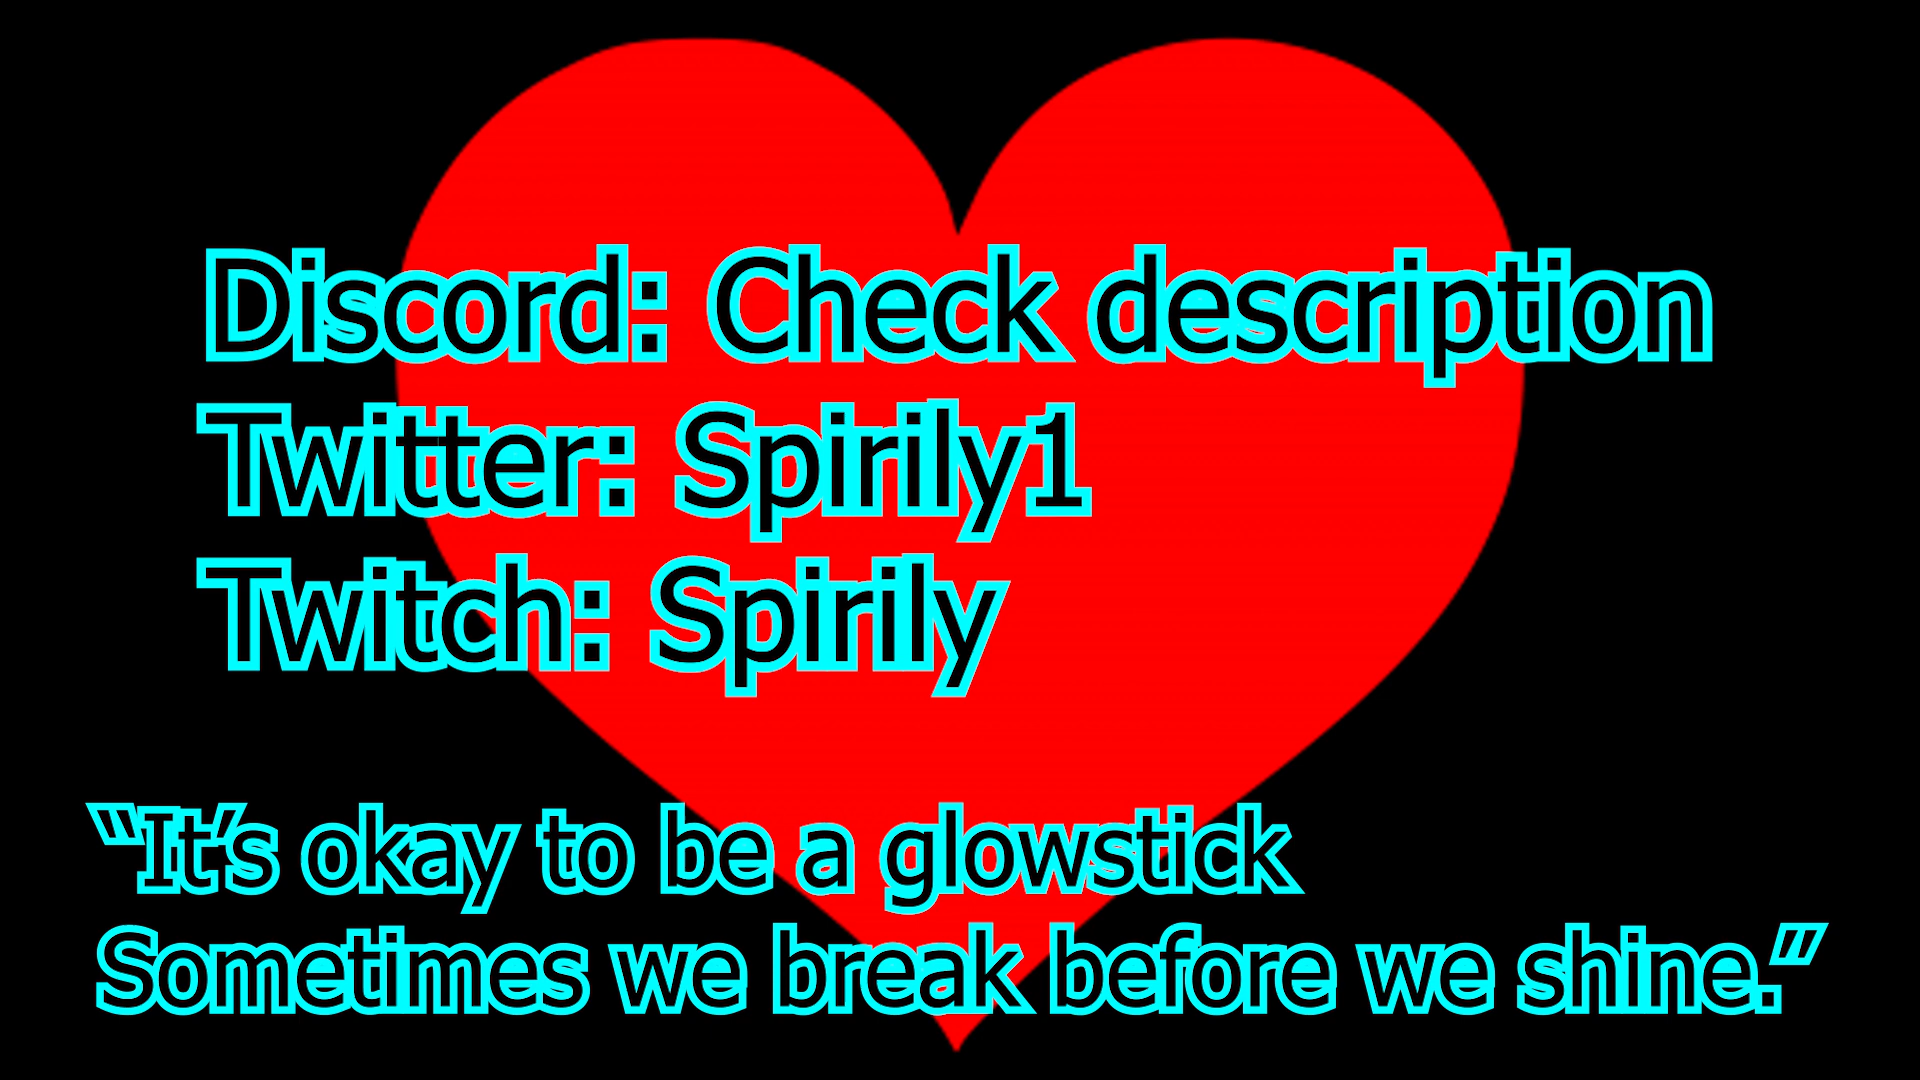 Discord: Check description
Twitter: Spirily1
Twitch: Spirily
“It’s okay to be a glowstick
Sometimes we break before we shine.”